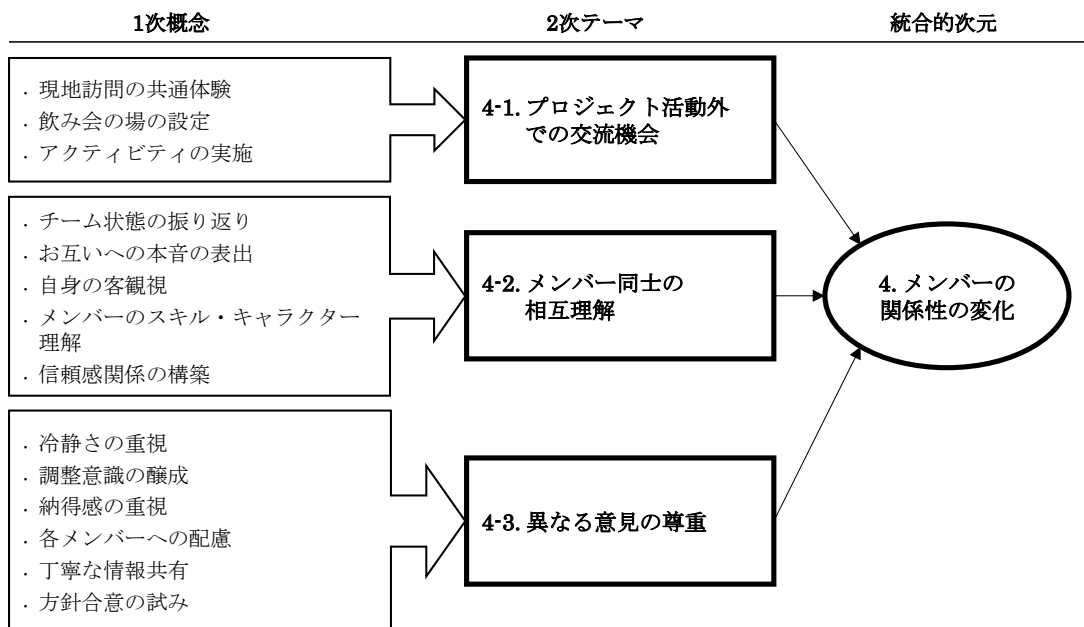 1次概念
2次テーマ
統合的次元
. 現地訪問の共通体験
. 飲み会の場の設定
. アクティビティの実施
4-1. プロジェクト活動外
での交流機会
. チーム状態の振り返り
. お互いへの本音の表出
. 自身の客観視
. メンバーのスキル・キャラクター
理解
. 信頼感関係の構築
4-2. メンバー同士の
相互理解
4. メンバーの
関係性の変化
. 冷静さの重視
. 調整意識の醸成
. 納得感の重視
. 各メンバーへの配慮
. 丁寧な情報共有
. 方針合意の試み
4-3. 異なる意見の尊重